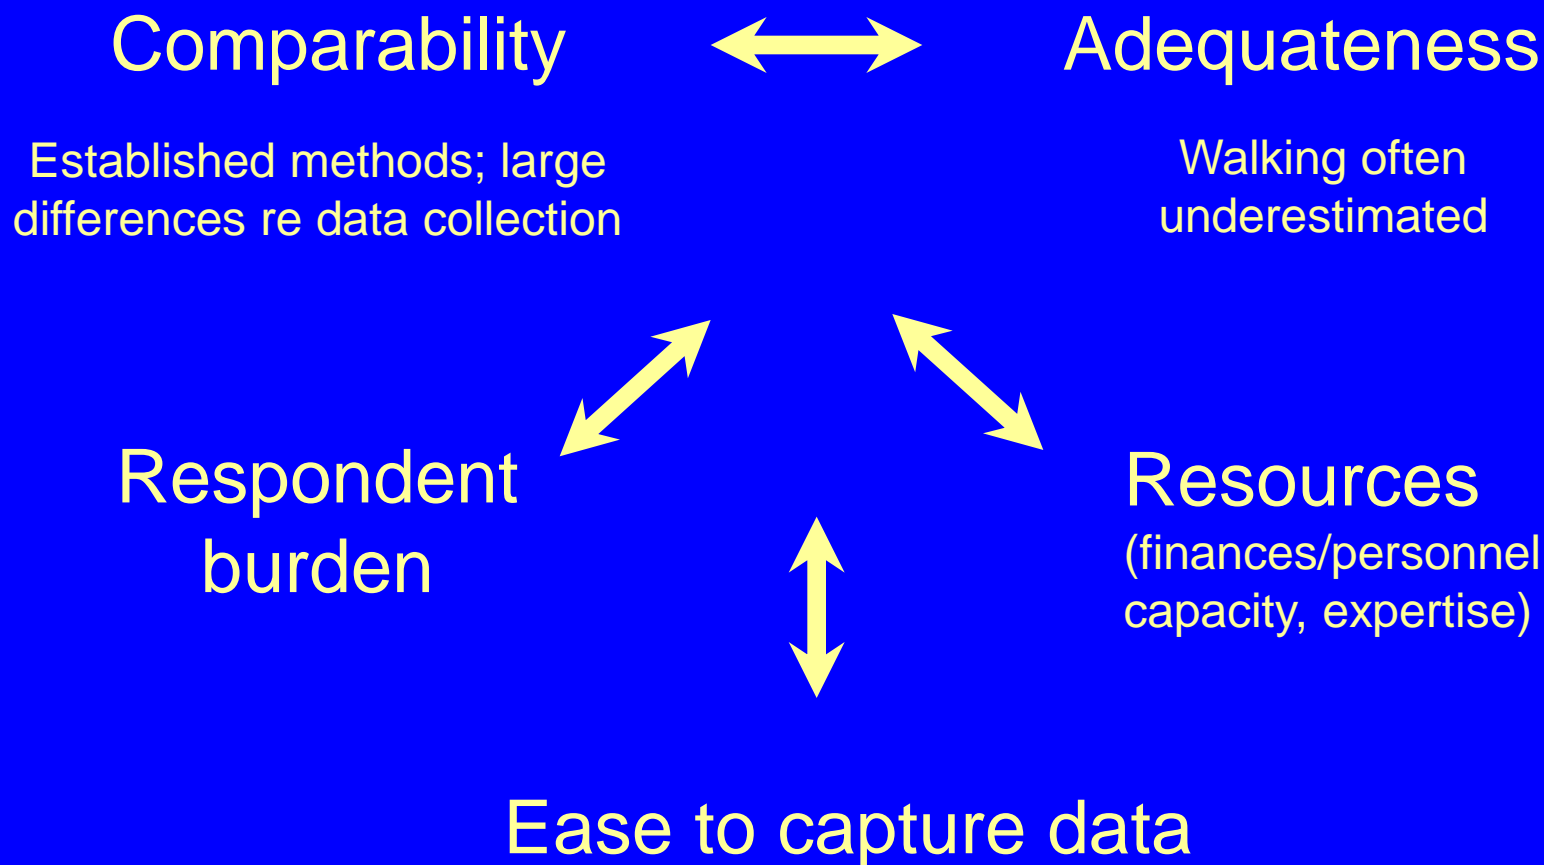 Comparability
Adequateness
Established methods; large
differences re data collection
Walking often
underestimated
Respondent
burden
Resources
(finances/personnel
capacity, expertise)
Ease to capture data